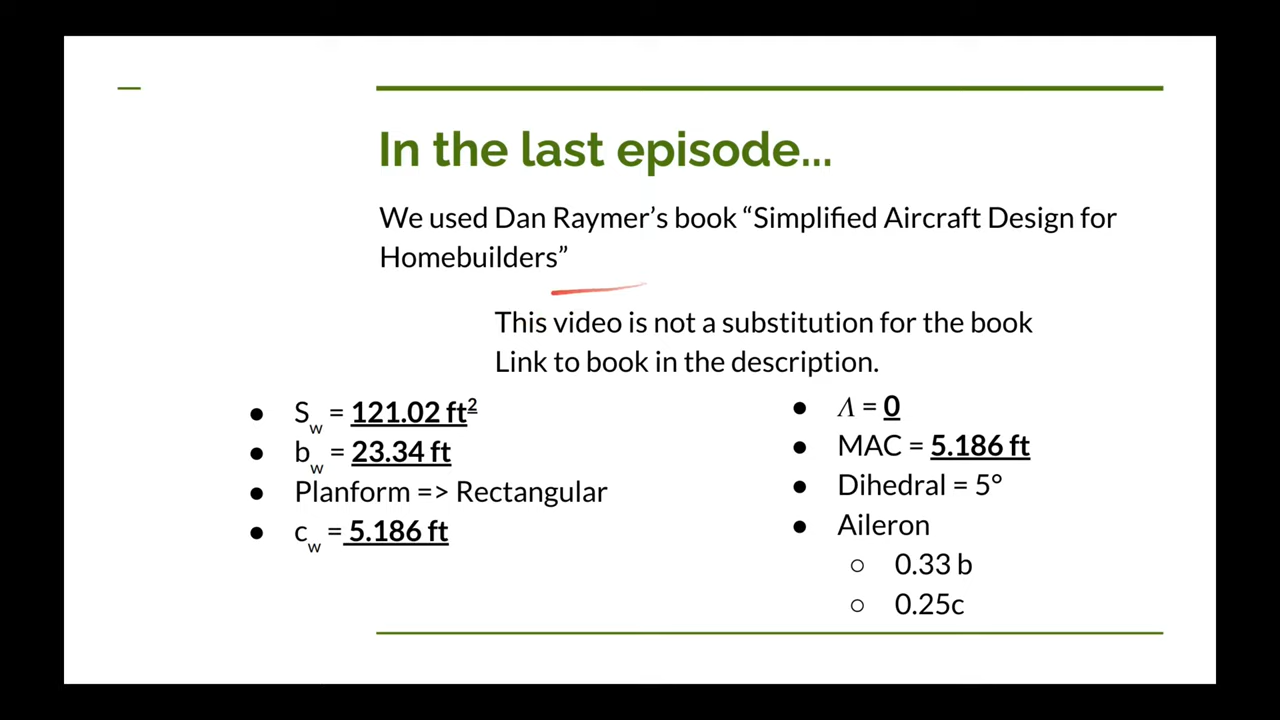 In the last episode...
We used Dan Raymer’s book “Simplified Aircraft Design for
Homebuilders”
This video is not a substitution for the book
Link to book in the description.
● S_w = 121.02 ft²
● b_w = 23.34 ft
● Planform => Rectangular
● c_w = 5.186 ft
● Λ = 0
● MAC = 5.186 ft
● Dihedral = 5°
● Aileron
○ 0.33 b
○ 0.25c